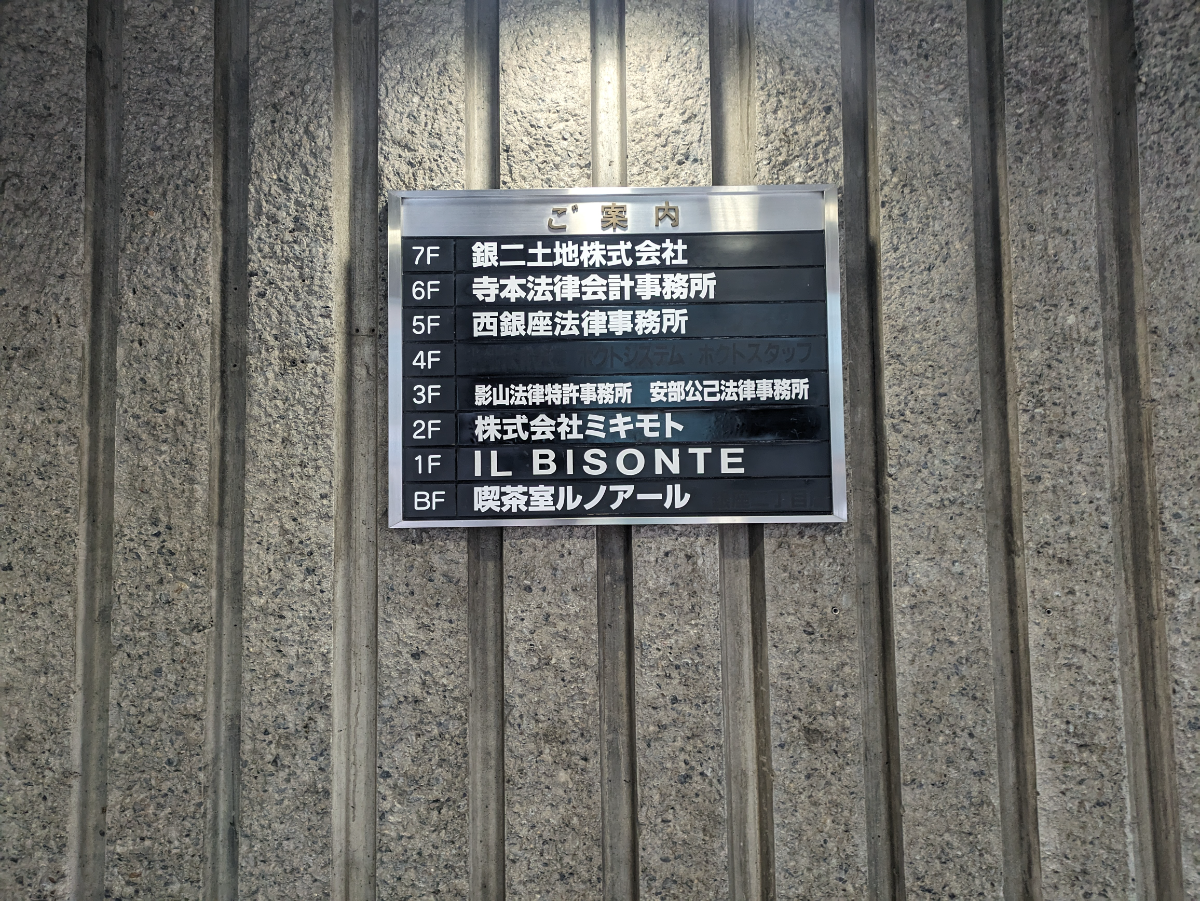 ご案内
7F 銀二土地株式会社
6F 寺本法律会計事務所
5F 西銀座法律事務所
4F
3F 影山法律特許事務所 安部公己法律事務所
2F 株式会社ミキモト
1F IL BISONTE
BF 喫茶室ルノアール